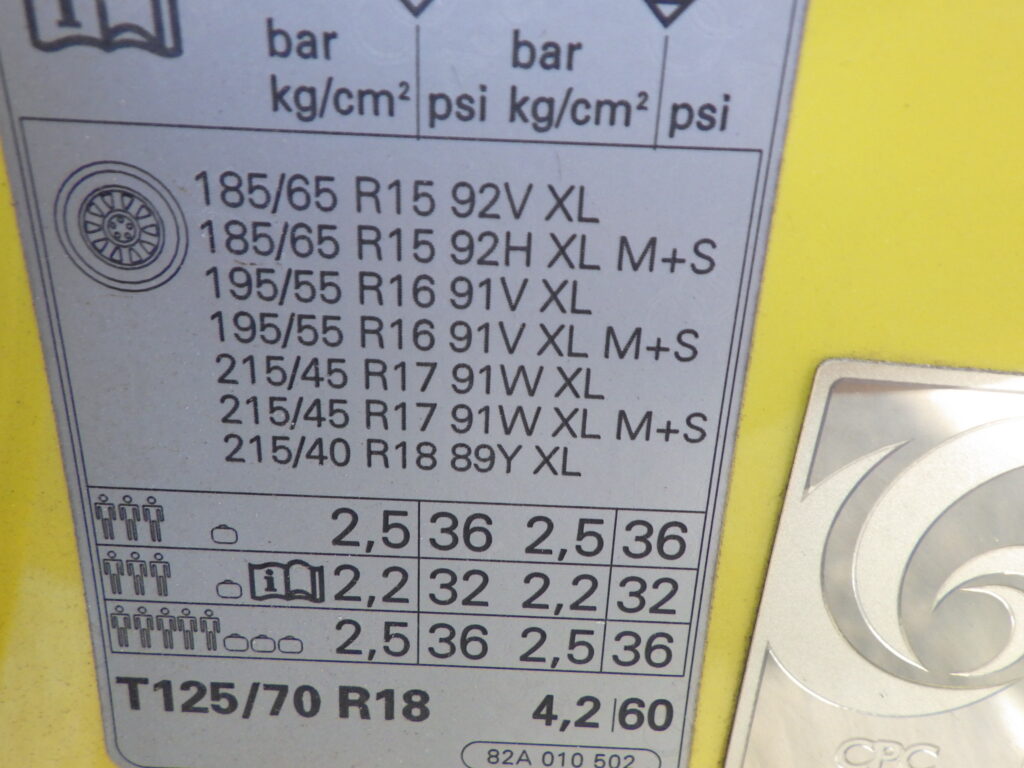 bar bar
kg/cm² psi kg/cm² psi
185/65 R15 92V XL
185/65 R15 92H XL M+S
195/55 R16 91V XL
195/55 R16 91V XL M+S
215/45 R17 91W XL
215/45 R17 91W XL M+S
215/40 R18 89Y XL
2,5 36 2,5 36
i 2,2 32 2,2 32
2,5 36 2,5 36
T125/70 R18 4,2 60
82A 010 502
CPC